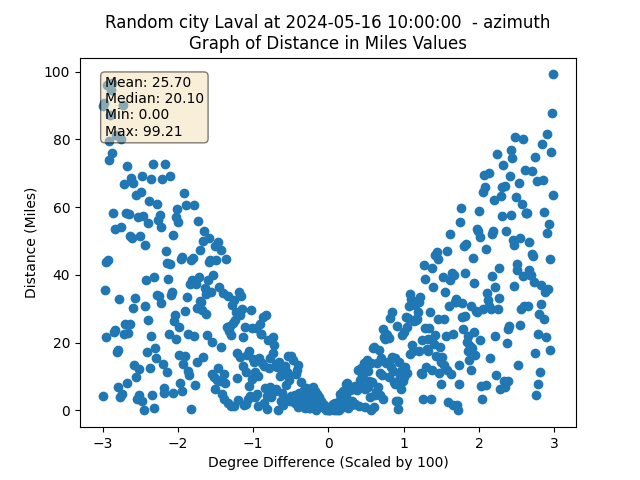 Random city Laval at 2024-05-16 10:00:00 - azimuth
Graph of Distance in Miles Values
Mean: 25.70
Median: 20.10
Min: 0.00
Max: 99.21
100
80
60
40
20
0
Distance (Miles)
−3 −2 −1 0 1 2 3
Degree Difference (Scaled by 100)